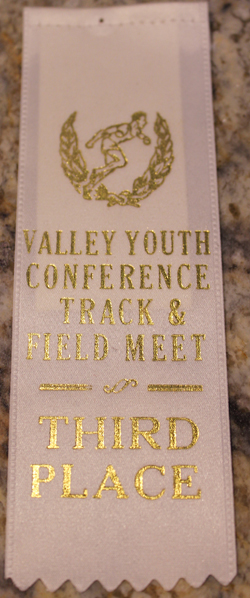 VALLEY YOUTH
CONFERENCE
TRACK &
FIELD MEET
THIRD
PLACE